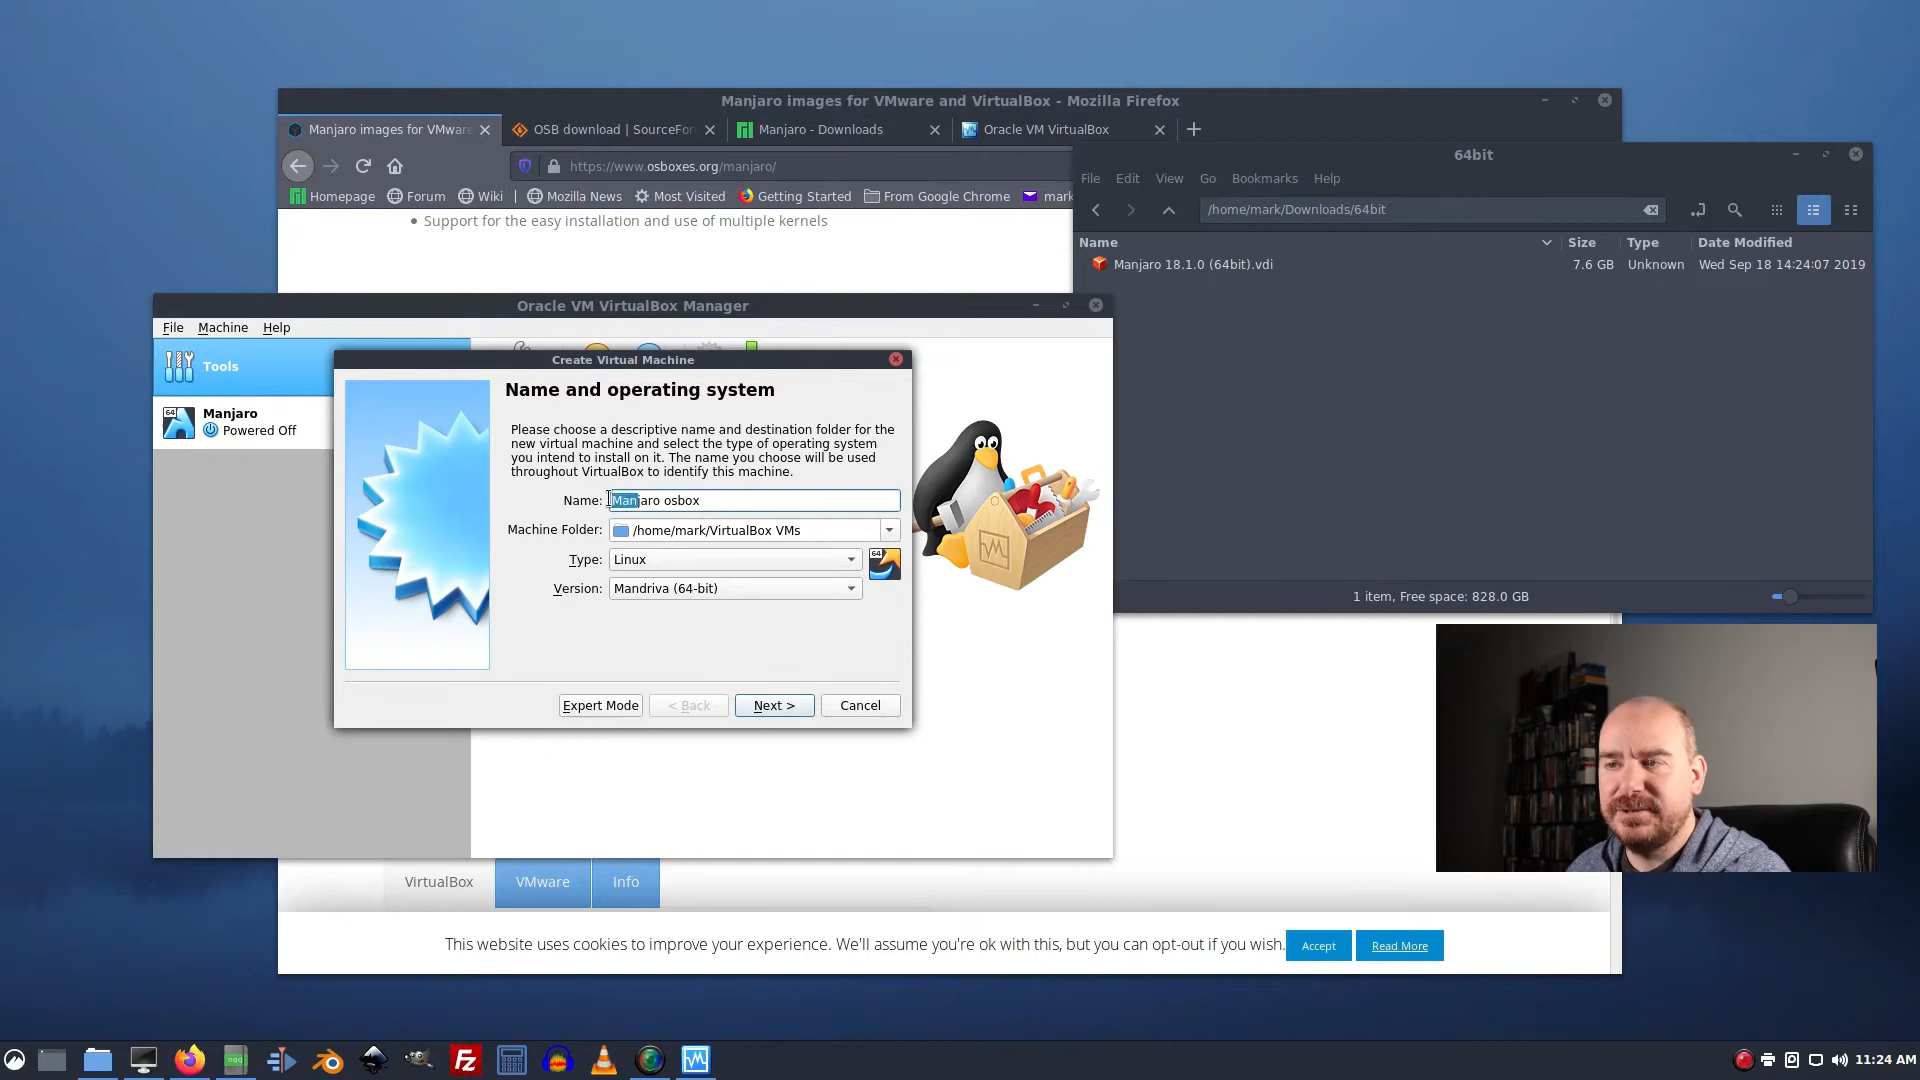 Manjaro images for VMware and VirtualBox - Mozilla Firefox
Manjaro images for VMware
OSB download | SourceFor
Manjaro - Downloads
Oracle VM VirtualBox
https://www.osboxes.org/manjaro/
Homepage
Forum
Wiki
Mozilla News
Most Visited
Getting Started
From Google Chrome
mark
Support for the easy installation and use of multiple kernels
64bit
File Edit View Go Bookmarks Help
/home/mark/Downloads/64bit
Name Size Type Date Modified
Manjaro 18.1.0 (64bit).vdi 7.6 GB Unknown Wed Sep 18 14:24:07 2019
1 item, Free space: 828.0 GB
Oracle VM VirtualBox Manager
File Machine Help
Tools
64
Manjaro
Powered Off
Create Virtual Machine
Name and operating system
Please choose a descriptive name and destination folder for the
new virtual machine and select the type of operating system
you intend to install on it. The name you choose will be used
throughout VirtualBox to identify this machine.
Name: Manjaro osbox
Machine Folder: /home/mark/VirtualBox VMs
Type: Linux
64
Version: Mandriva (64-bit)
Expert Mode
< Back
Next >
Cancel
VirtualBox
VMware
Info
This website uses cookies to improve your experience. We'll assume you're ok with this, but you can opt-out if you wish.
Accept
Read More
nqq
FZ
11:24 AM